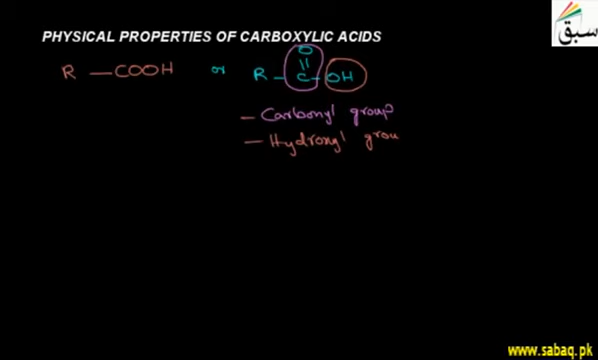 سبق
PHYSICAL PROPERTIES OF CARBOXYLIC ACIDS
R — COOH or R – C – OH
O
||
– Carbonyl group
– Hydroxyl grou
www.sabaq.pk